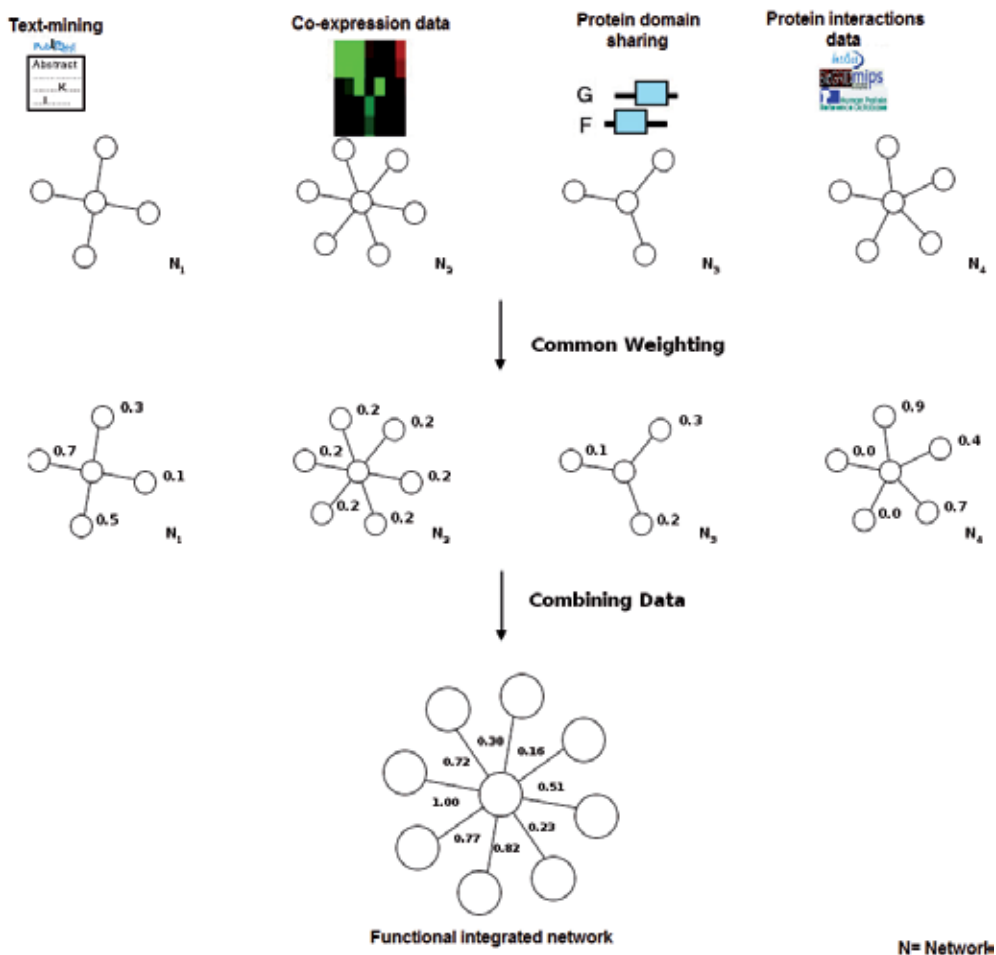 Text-mining
Co-expression data
Protein domain
sharing
Protein interactions
data
Abstract
K
I
G
F
mips
N₁
N₂
N₃
N₄
Common Weighting
0.3
0.7
0.1
0.5
N₁
0.2
0.2
0.2
0.2
0.2
0.2
N₂
0.3
0.1
0.2
N₃
0.9
0.0
0.4
0.0
0.7
N₄
Combining Data
0.38
0.16
0.72
0.51
1.00
0.23
0.77
0.82
Functional integrated network
N= Network